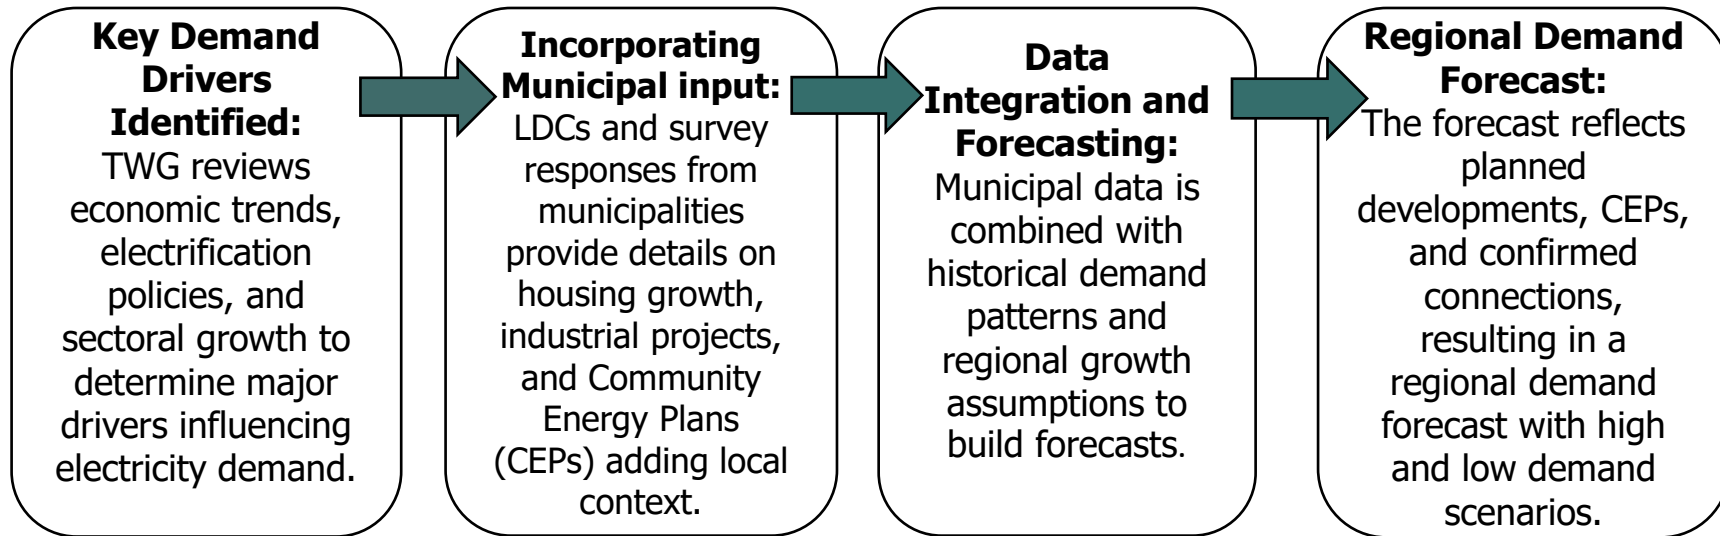 Key Demand
Drivers
Identified:
TWG reviews
economic trends,
electrification
policies, and
sectoral growth to
determine major
drivers influencing
electricity demand.
Incorporating
Municipal input:
LDCs and survey
responses from
municipalities
provide details on
housing growth,
industrial projects,
and Community
Energy Plans
(CEPs) adding local
context.
Data
Integration and
Forecasting:
Municipal data is
combined with
historical demand
patterns and
regional growth
assumptions to
build forecasts.
Regional Demand
Forecast:
The forecast reflects
planned
developments, CEPs,
and confirmed
connections,
resulting in a
regional demand
forecast with high
and low demand
scenarios.